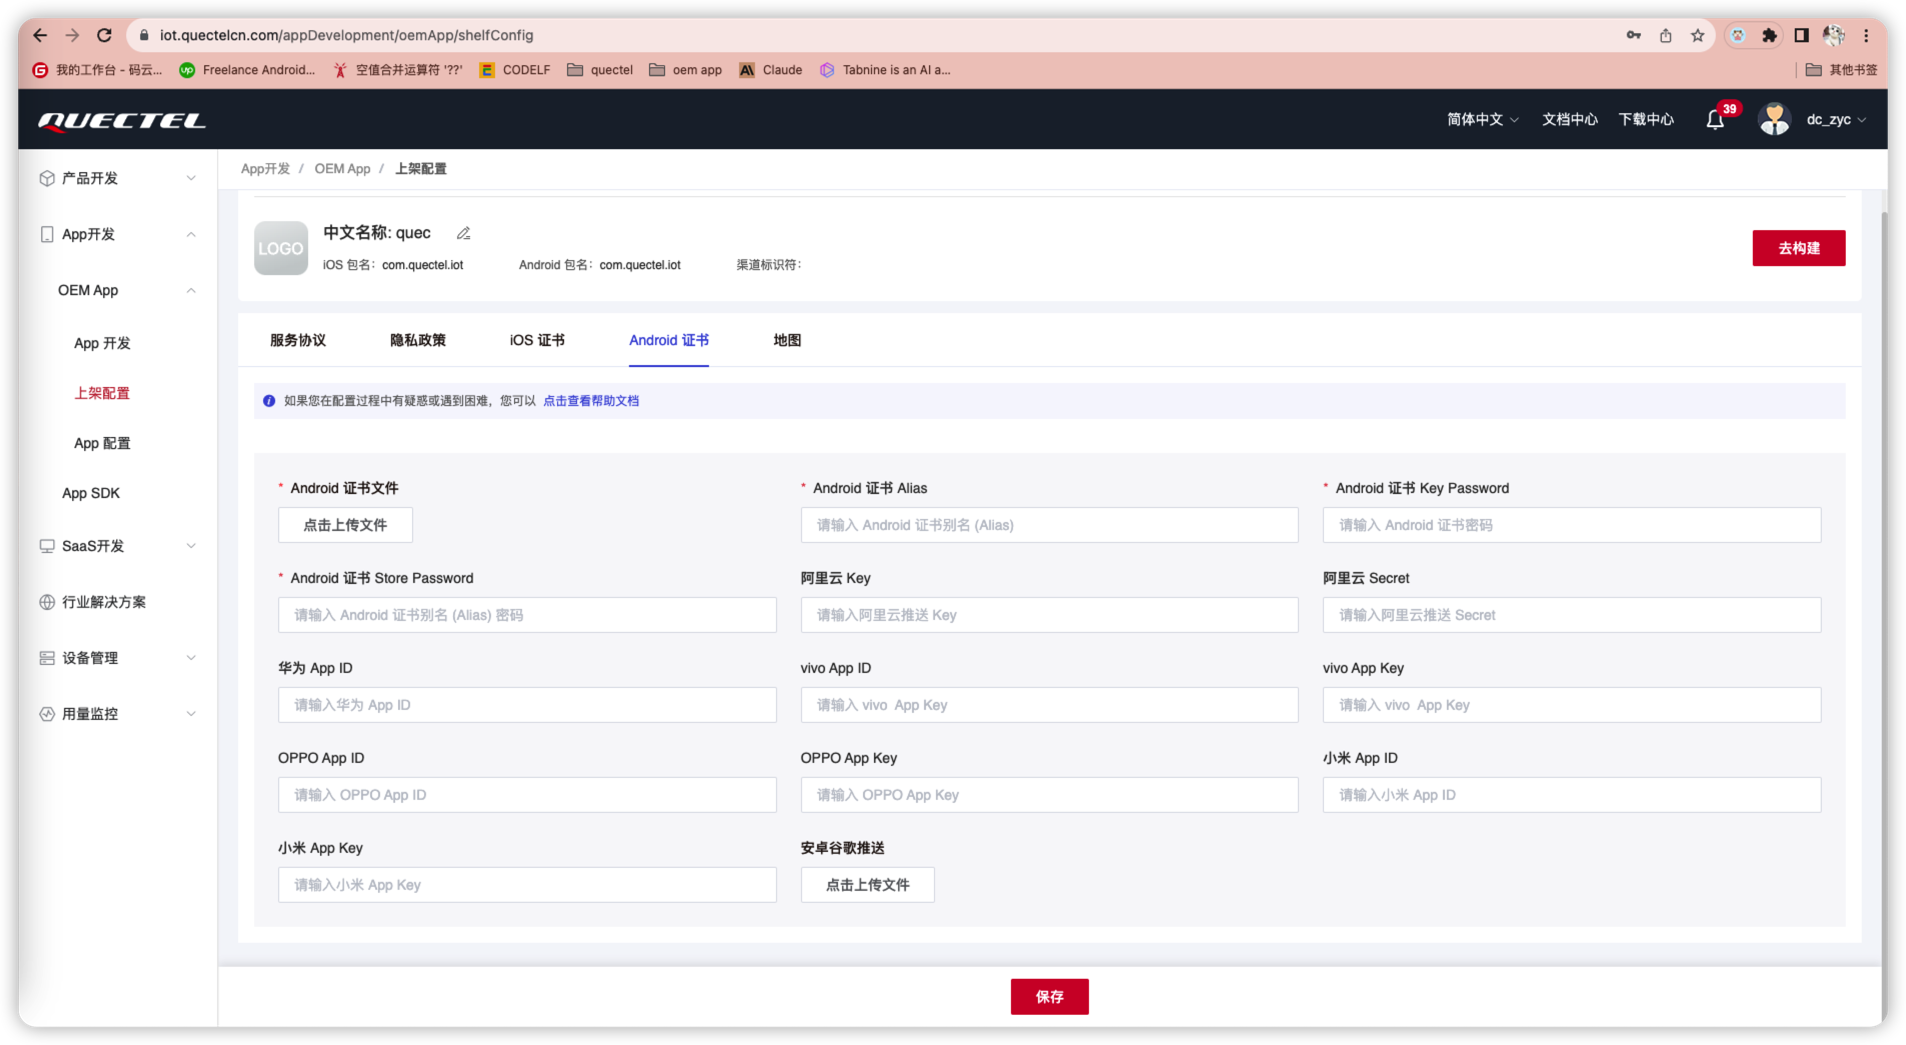 iot.quectelcn.com/appDevelopment/oemApp/shelfConfig
我的工作台 - 码云...
Freelance Android...
空值合并运算符 '??'
CODELF
quectel
oem app
Claude
Tabnine is an AI a...
其他书签
QUECTEL
简体中文
文档中心
下载中心
39
dc_zyc
产品开发
App开发
OEM App
App 开发
上架配置
App 配置
App SDK
SaaS开发
行业解决方案
设备管理
用量监控
App开发 / OEM App / 上架配置
LOGO
中文名称: quec
iOS 包名: com.quectel.iot
Android 包名: com.quectel.iot
渠道标识符:
去构建
服务协议
隐私政策
iOS 证书
Android 证书
地图
如果您在配置过程中有疑惑或遇到困难，您可以 点击查看帮助文档
* Android 证书文件
点击上传文件
* Android 证书 Alias
请输入 Android 证书别名 (Alias)
* Android 证书 Key Password
请输入 Android 证书密码
* Android 证书 Store Password
请输入 Android 证书别名 (Alias) 密码
阿里云 Key
请输入阿里云推送 Key
阿里云 Secret
请输入阿里云推送 Secret
华为 App ID
请输入华为 App ID
vivo App ID
请输入 vivo  App Key
vivo App Key
请输入 vivo  App Key
OPPO App ID
请输入 OPPO App ID
OPPO App Key
请输入 OPPO App Key
小米 App ID
请输入小米 App ID
小米 App Key
请输入小米 App Key
安卓谷歌推送
点击上传文件
保存